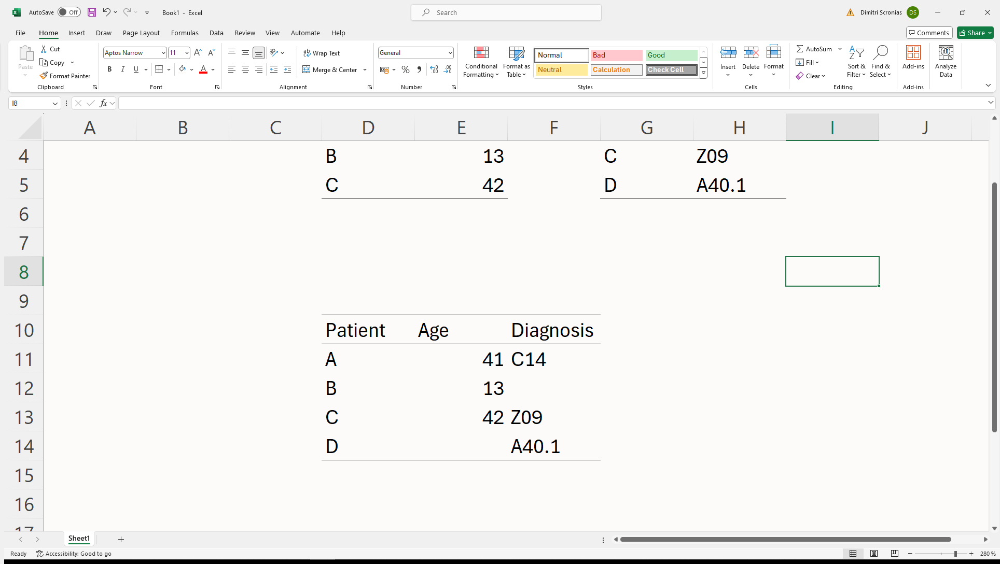 AutoSave Off Book1 - Excel Search Dimitri Scronias DS
File Home Insert Draw Page Layout Formulas Data Review View Automate Help Comments Share
Paste Cut Copy Format Painter Clipboard
Aptos Narrow 11 B I U A Font
Wrap Text Merge & Center Alignment
General % Number
Conditional Formatting Format as Table
Normal Bad Good
Neutral Calculation Check Cell
Styles
Insert Delete Format Cells
AutoSum Fill Clear Sort & Filter Find & Select Editing
Add-ins Add-ins
Analyze Data
I8 fx
A B C D E F G H I J
4 B 13 C Z09
5 C 42 D A40.1
6
7
8
9
10 Patient Age Diagnosis
11 A 41 C14
12 B 13
13 C 42 Z09
14 D A40.1
15
16
17
Sheet1
Ready Accessibility: Good to go 280 %